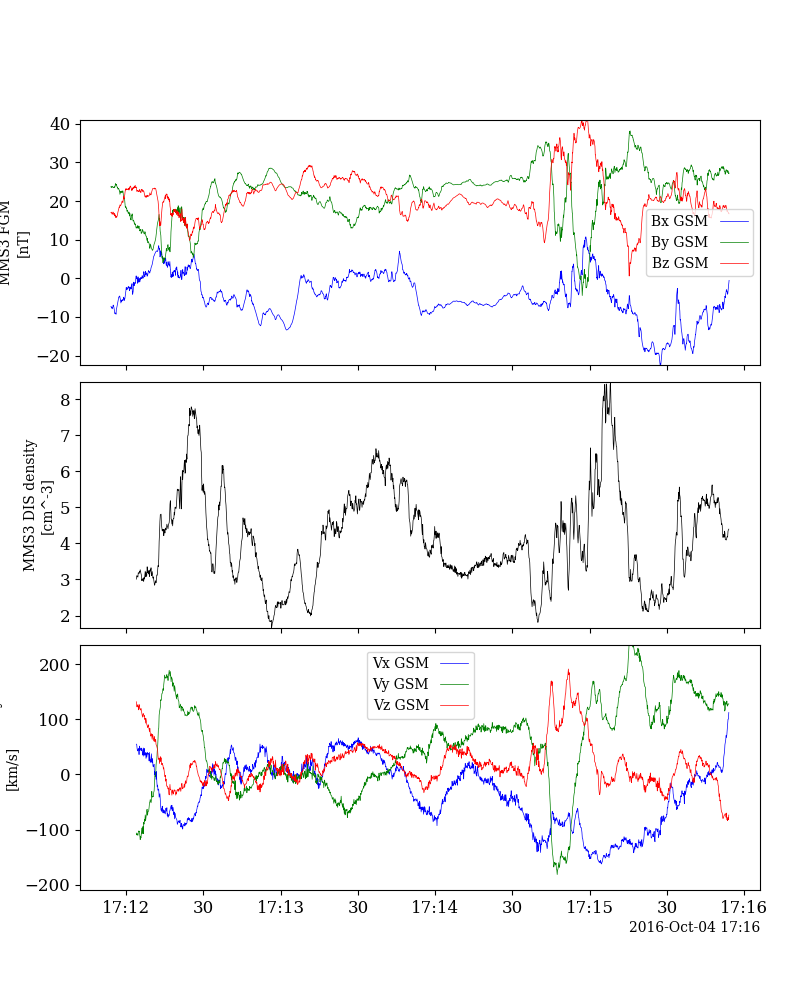 40
30
20
10
0
−10
−20
MMS3 FGM
[nT]
Bx GSM
By GSM
Bz GSM
8
7
6
5
4
3
2
MMS3 DIS density
[cm^-3]
200
100
0
−100
−200
[km/s]
Vx GSM
Vy GSM
Vz GSM
17:12 30 17:13 30 17:14 30 17:15 30 17:16
2016-Oct-04 17:16